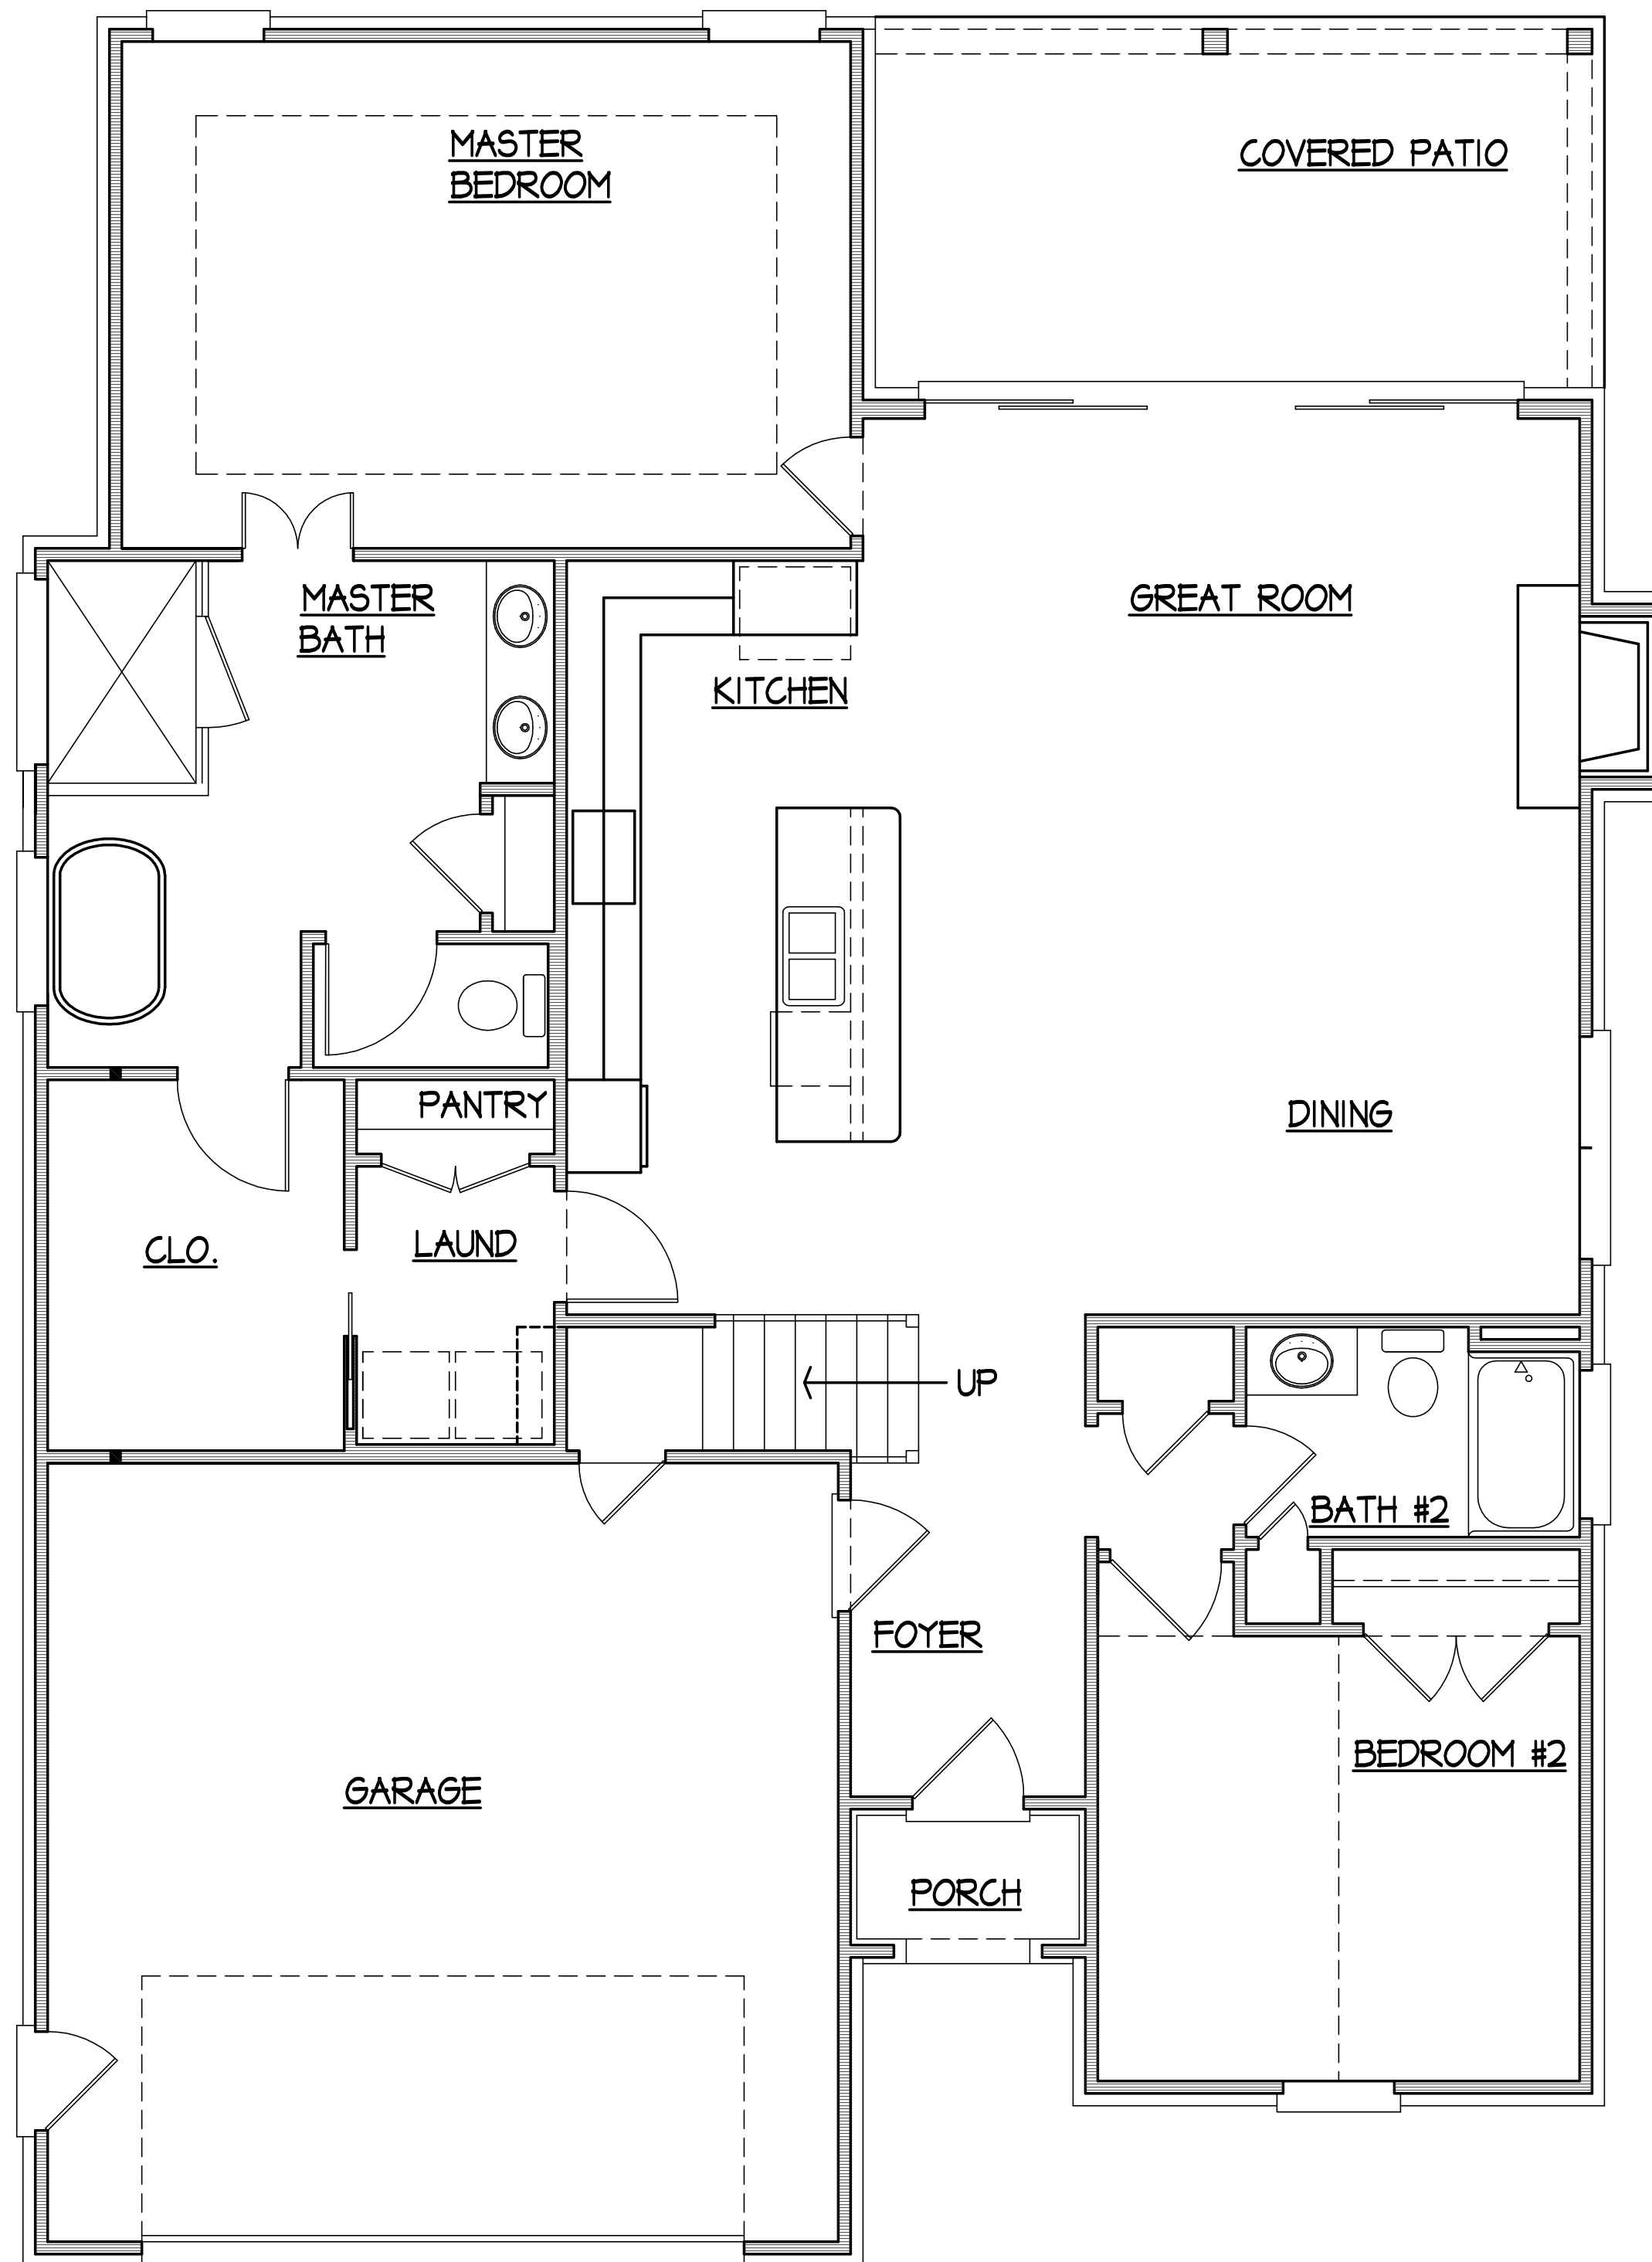 MASTER
BEDROOM
COVERED PATIO
MASTER
BATH
GREAT ROOM
KITCHEN
PANTRY
DINING
CLO.
LAUND
UP
BATH #2
FOYER
BEDROOM #2
GARAGE
PORCH